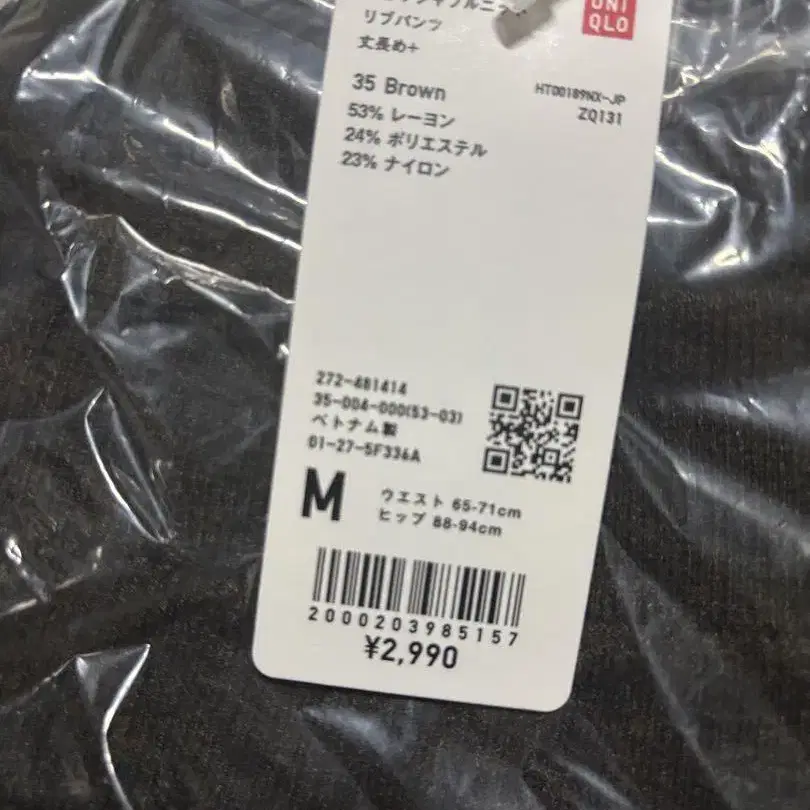 UNI
QLO
リブパンツ
丈長め+
35 Brown
53% レーヨン
24% ポリエステル
23% ナイロン
HT00189NX-JP
ZQ131
272-481414
35-004-000(53-03)
ベトナム製
01-27-5F336A
M
ウエスト 65-71cm
ヒップ 88-94cm
2000203985157
¥2,990